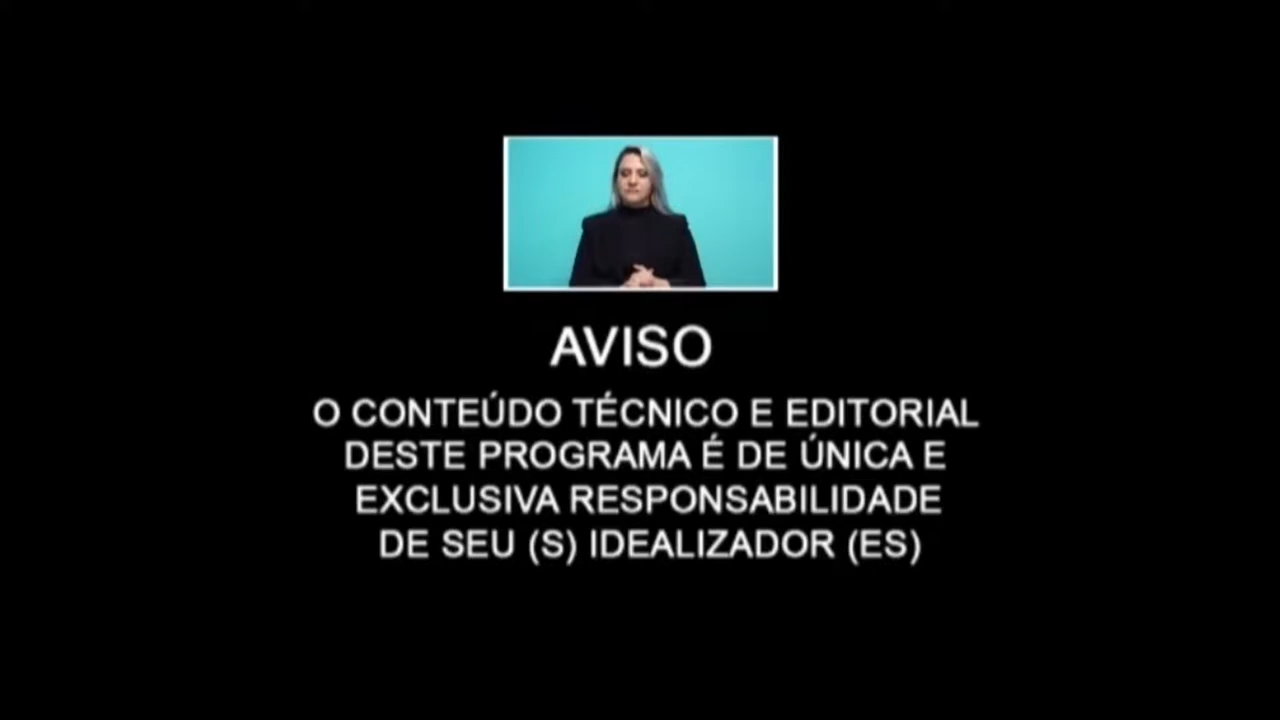 AVISO
O CONTEÚDO TÉCNICO E EDITORIAL
DESTE PROGRAMA É DE ÚNICA E
EXCLUSIVA RESPONSABILIDADE
DE SEU (S) IDEALIZADOR (ES)